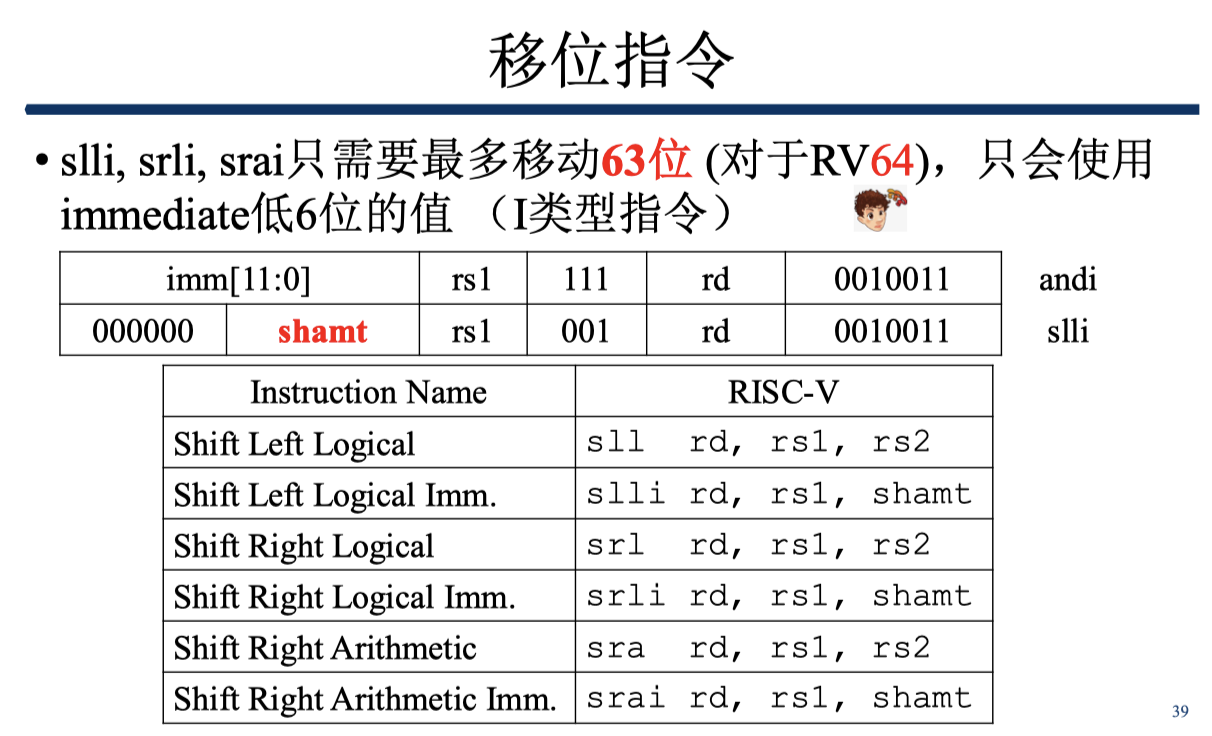 移位指令
• slli, srli, srai只需要最多移动63位 (对于RV64)，只会使用
immediate低6位的值 （I类型指令）
imm[11:0] rs1 111 rd 0010011 andi
000000 shamt rs1 001 rd 0010011 slli
Instruction Name RISC-V
Shift Left Logical sll rd, rs1, rs2
Shift Left Logical Imm. slli rd, rs1, shamt
Shift Right Logical srl rd, rs1, rs2
Shift Right Logical Imm. srli rd, rs1, shamt
Shift Right Arithmetic sra rd, rs1, rs2
Shift Right Arithmetic Imm. srai rd, rs1, shamt
39